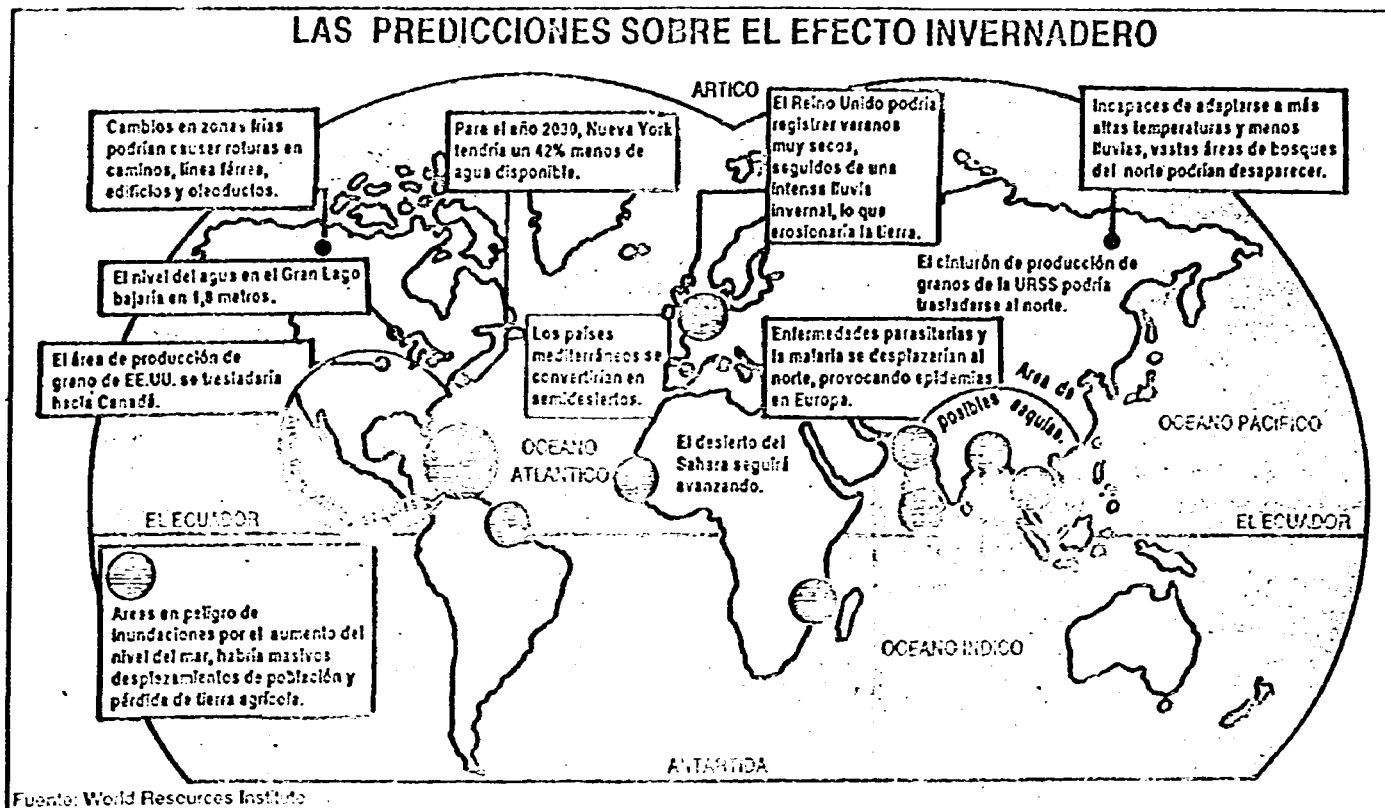 LAS PREDICCIONES SOBRE EL EFECTO INVERNADERO
ARTICO
Cambios en zonas frías
podrían causar roturas en
caminos, línea férrea,
edificios y oleoductos.
Para el año 2030, Nueva York
tendría un 42% menos de
agua disponible.
El Reino Unido podría
registrar veranos
muy secos,
seguidos de una
intensa lluvia
invernal, lo que
erosionaría la tierra.
Incapaces de adaptarse a más
altas temperaturas y menos
lluvias, vastas áreas de bosques
del norte podrían desaparecer.
El nivel del agua en el Gran Lago
bajaría en 1,8 metros.
El cinturón de producción de
granos de la URSS podría
trasladarse al norte.
El área de producción de
grano de EE.UU. se trasladaría
hacia Canadá.
Los países
mediterráneos se
convertirían en
semidesiertos.
Enfermedades parasitarias y
la malaria se desplazarían al
norte, provocando epidemias
en Europa.
Area de
posibles sequías.
OCEANO PACIFICO
OCEANO
ATLANTICO
El desierto del
Sahara seguirá
avanzando.
EL ECUADOR
EL ECUADOR
Areas en peligro de
inundaciones por el aumento del
nivel del mar, habría masivos
desplazamientos de población y
pérdida de tierra agrícola.
OCEANO INDICO
ANTARTIDA
Fuente: World Resources Institute